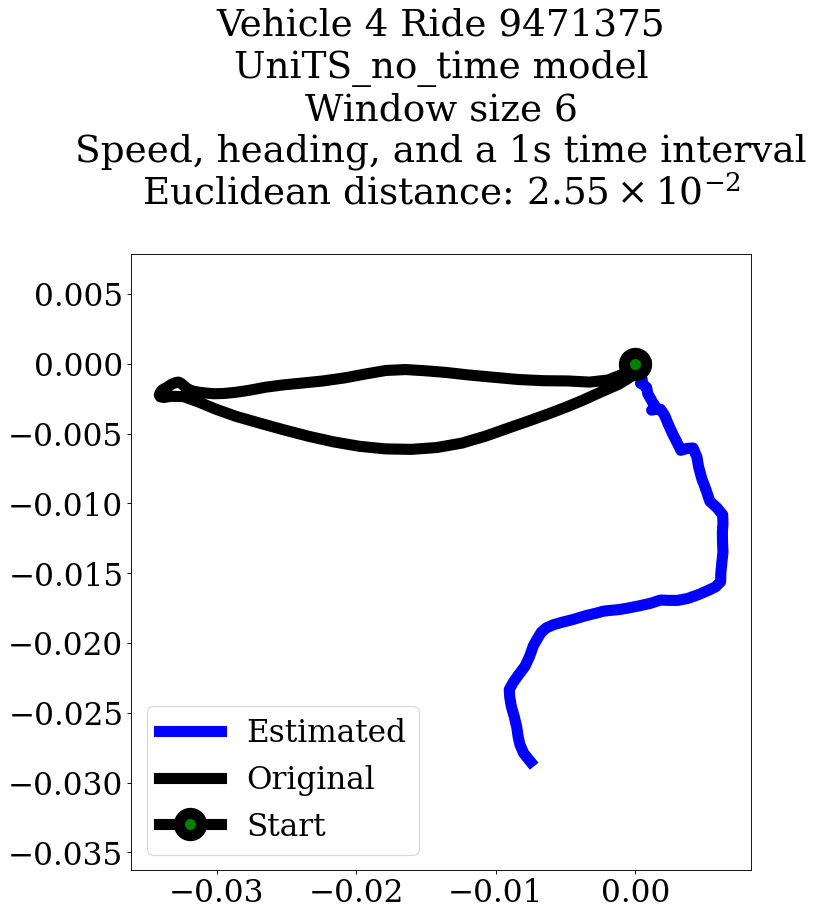 Vehicle 4 Ride 9471375
UniTS_no_time model
Window size 6
Speed, heading, and a 1s time interval
Euclidean distance: 2.55 × 10⁻²
0.005
0.000
−0.005
−0.010
−0.015
−0.020
−0.025
−0.030
−0.035
Estimated
Original
Start
−0.03
−0.02
−0.01
0.00